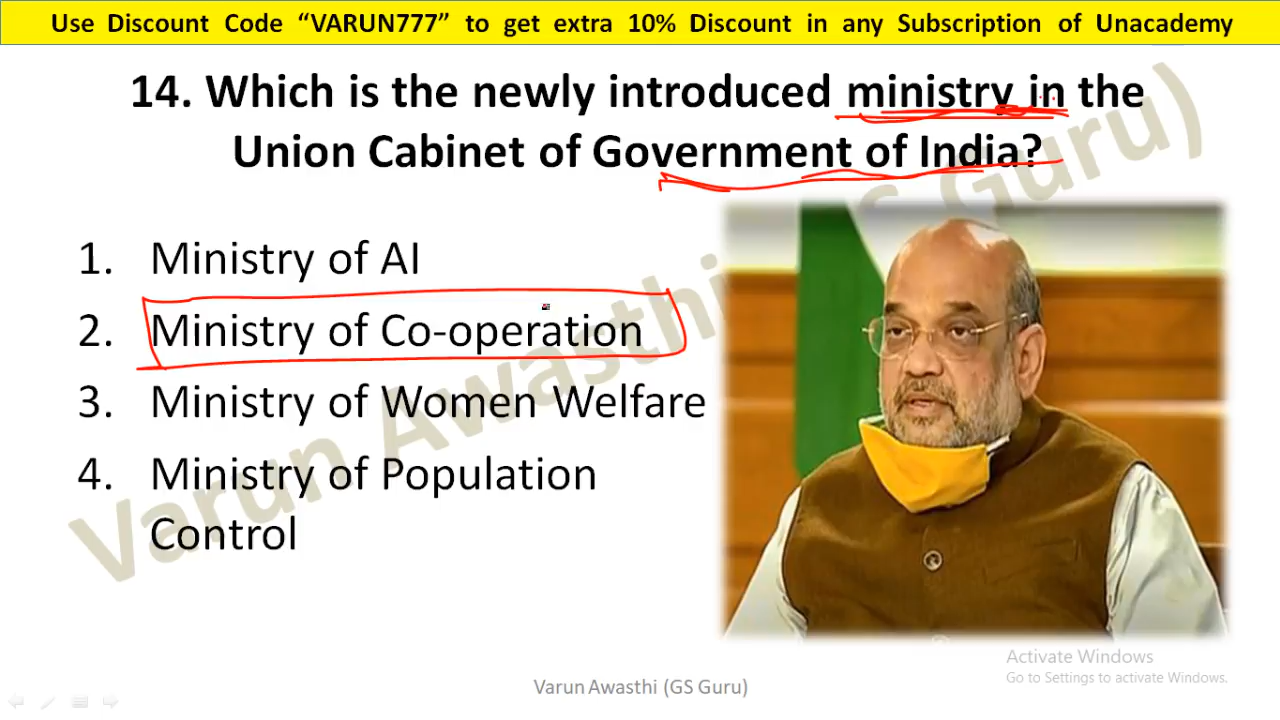 Use Discount Code “VARUN777” to get extra 10% Discount in any Subscription of Unacademy
14. Which is the newly introduced ministry in the
Union Cabinet of Government of India?
1. Ministry of AI
2. Ministry of Co-operation
3. Ministry of Women Welfare
4. Ministry of Population
Control
Varun Awasthi (GS Guru)
Activate Windows
Go to Settings to activate Windows.
Varun Awasthi (GS Guru)